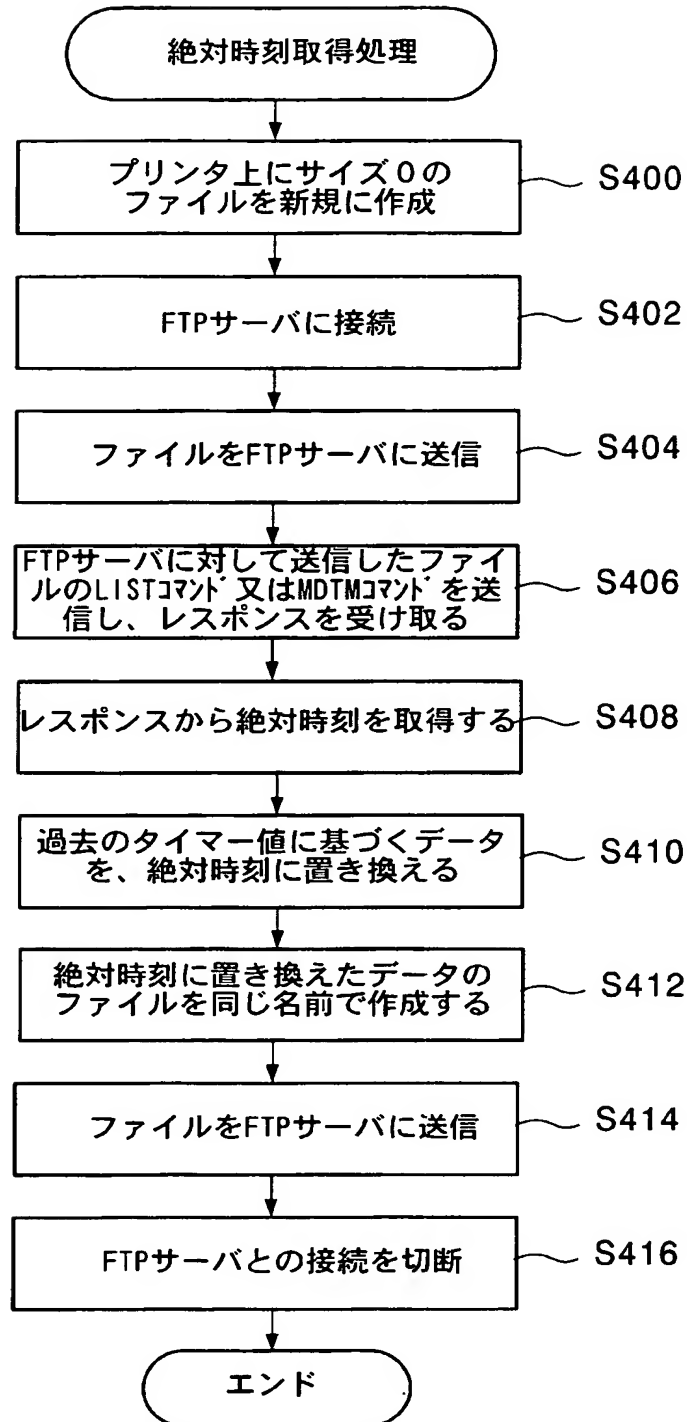 絶対時刻取得処理
プリンタ上にサイズ0の
ファイルを新規に作成
S400
FTPサーバに接続
S402
ファイルをFTPサーバに送信
S404
FTPサーバに対して送信したファイ
ルのLISTｺﾏﾝﾄﾞ又はMDTMｺﾏﾝﾄﾞを送
信し、レスポンスを受け取る
S406
レスポンスから絶対時刻を取得する
S408
過去のタイマー値に基づくデータ
を、絶対時刻に置き換える
S410
絶対時刻に置き換えたデータの
ファイルを同じ名前で作成する
S412
ファイルをFTPサーバに送信
S414
FTPサーバとの接続を切断
S416
エンド